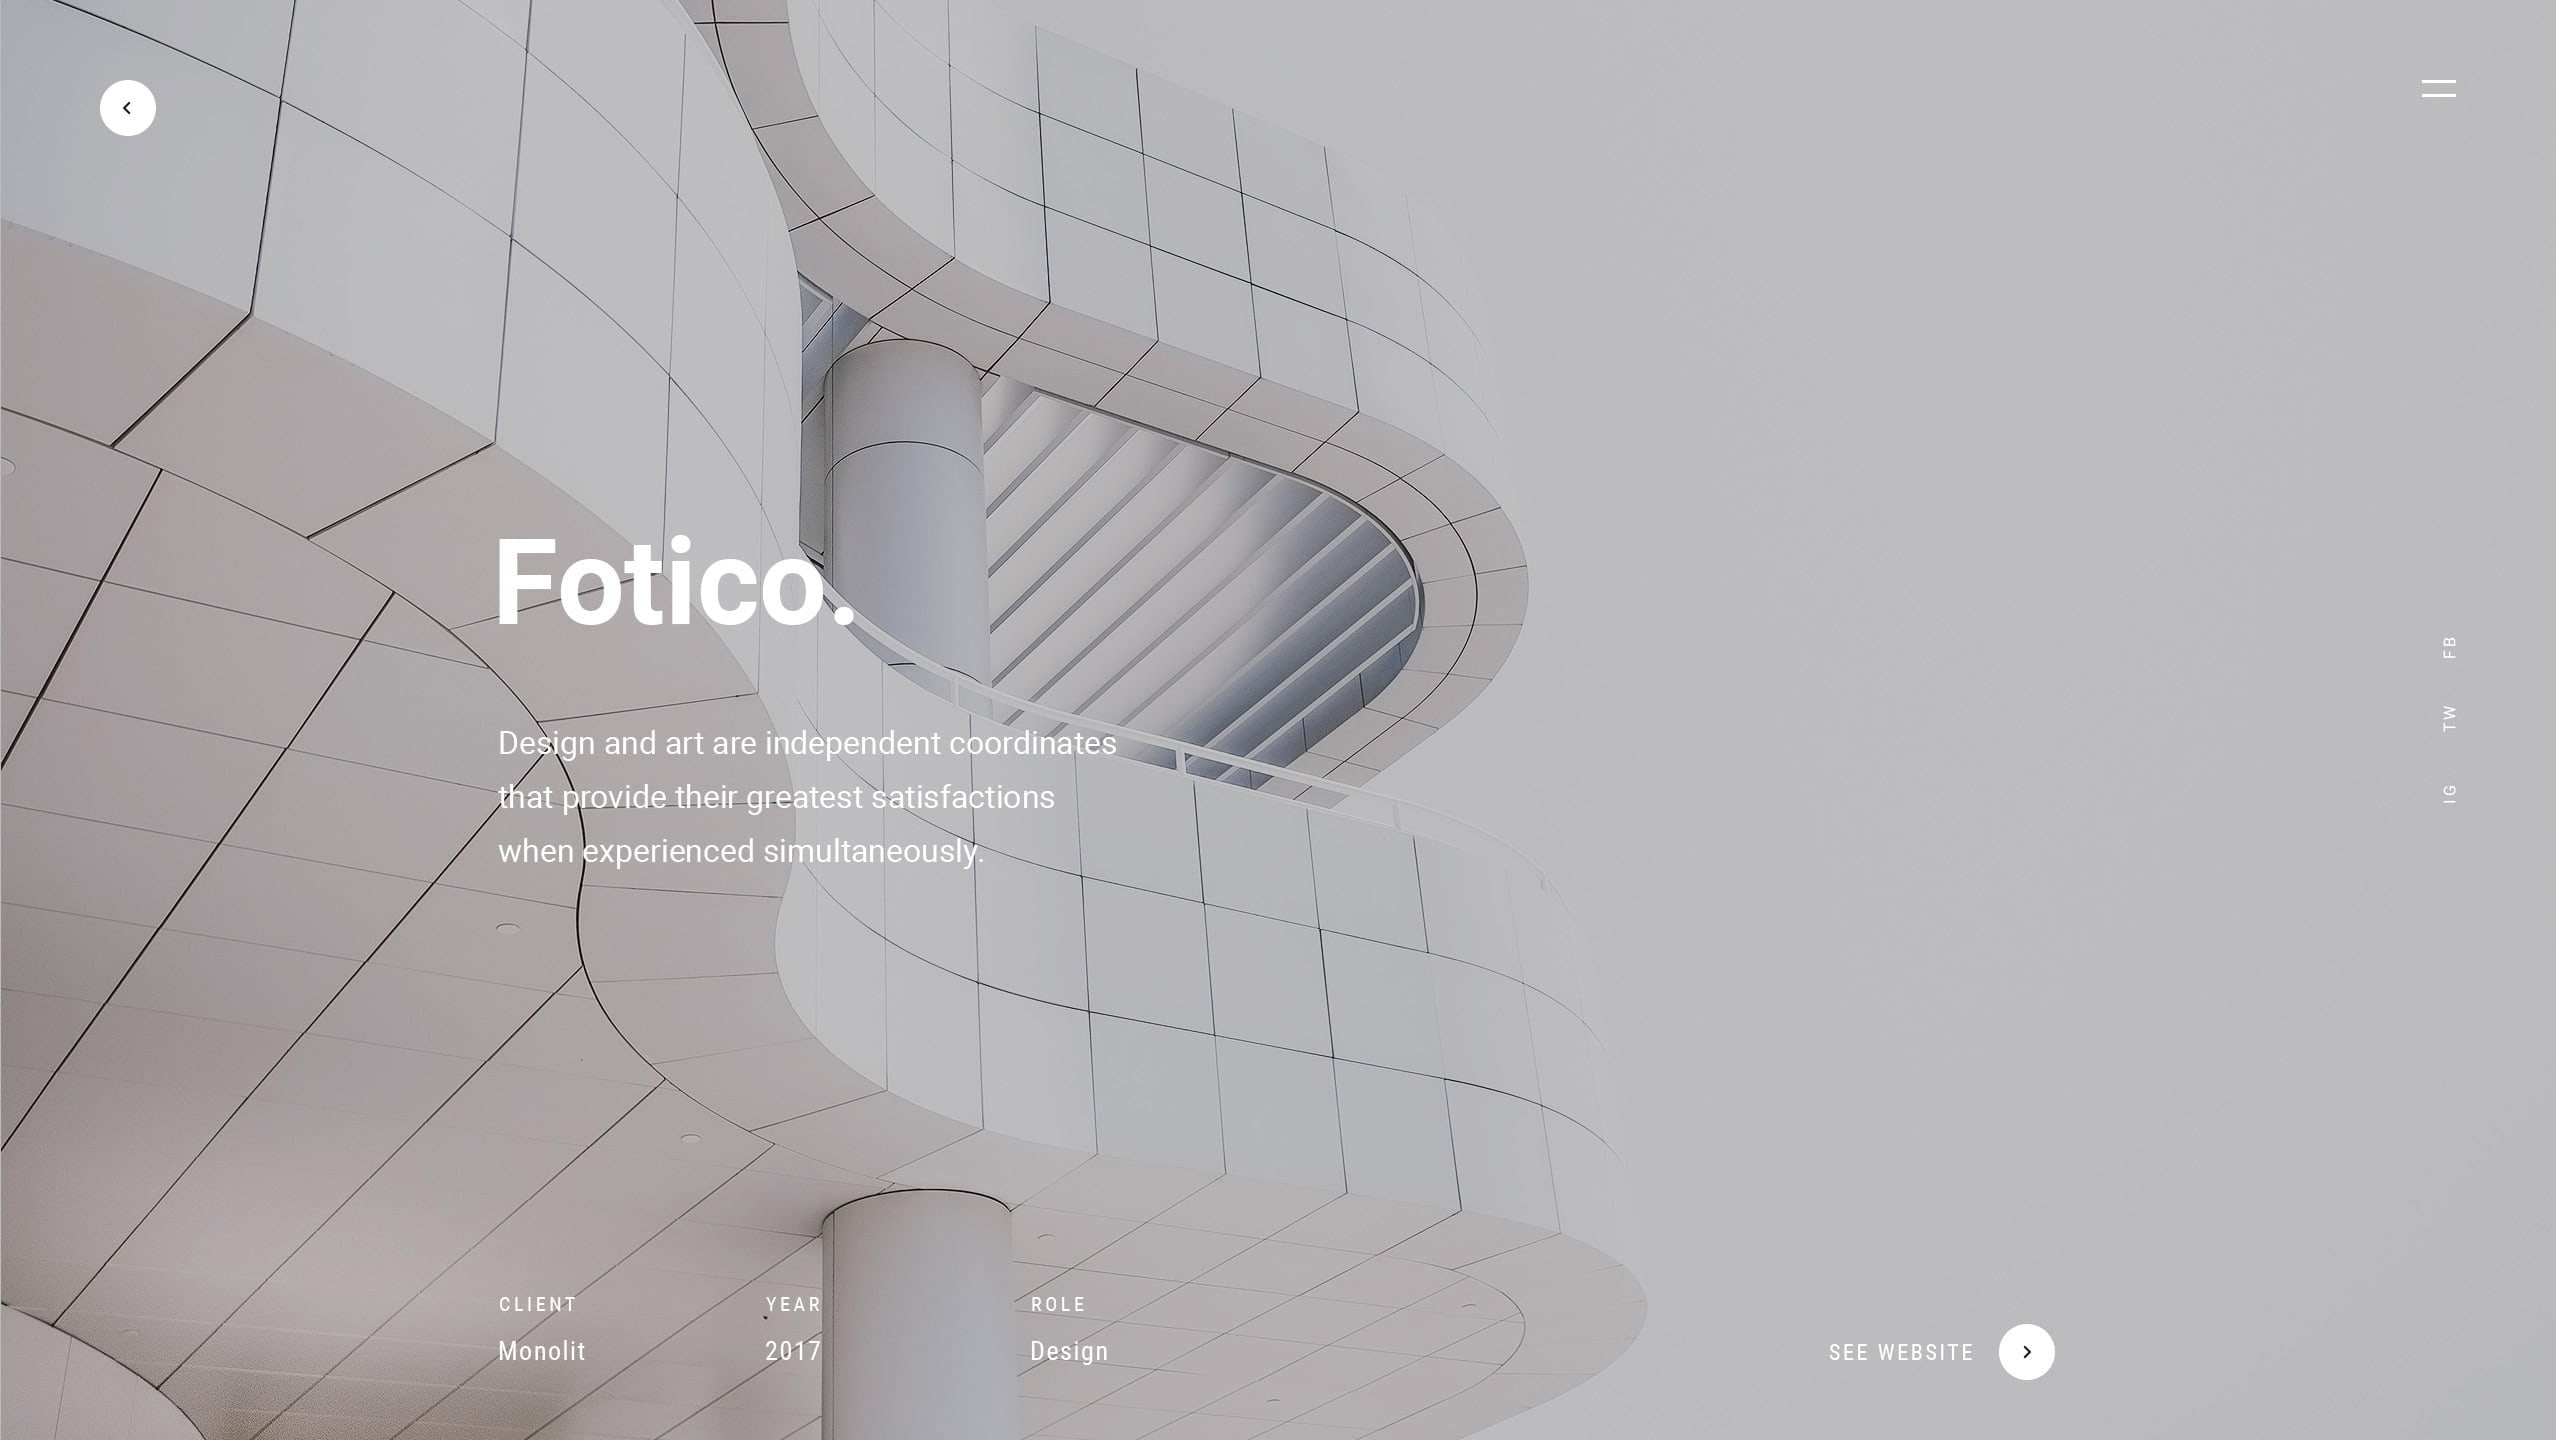 Fotico.
Design and art are independent coordinates
that provide their greatest satisfactions
when experienced simultaneously.
FB
TW
IG
CLIENT
Monolit
YEAR
2017
ROLE
Design
SEE WEBSITE